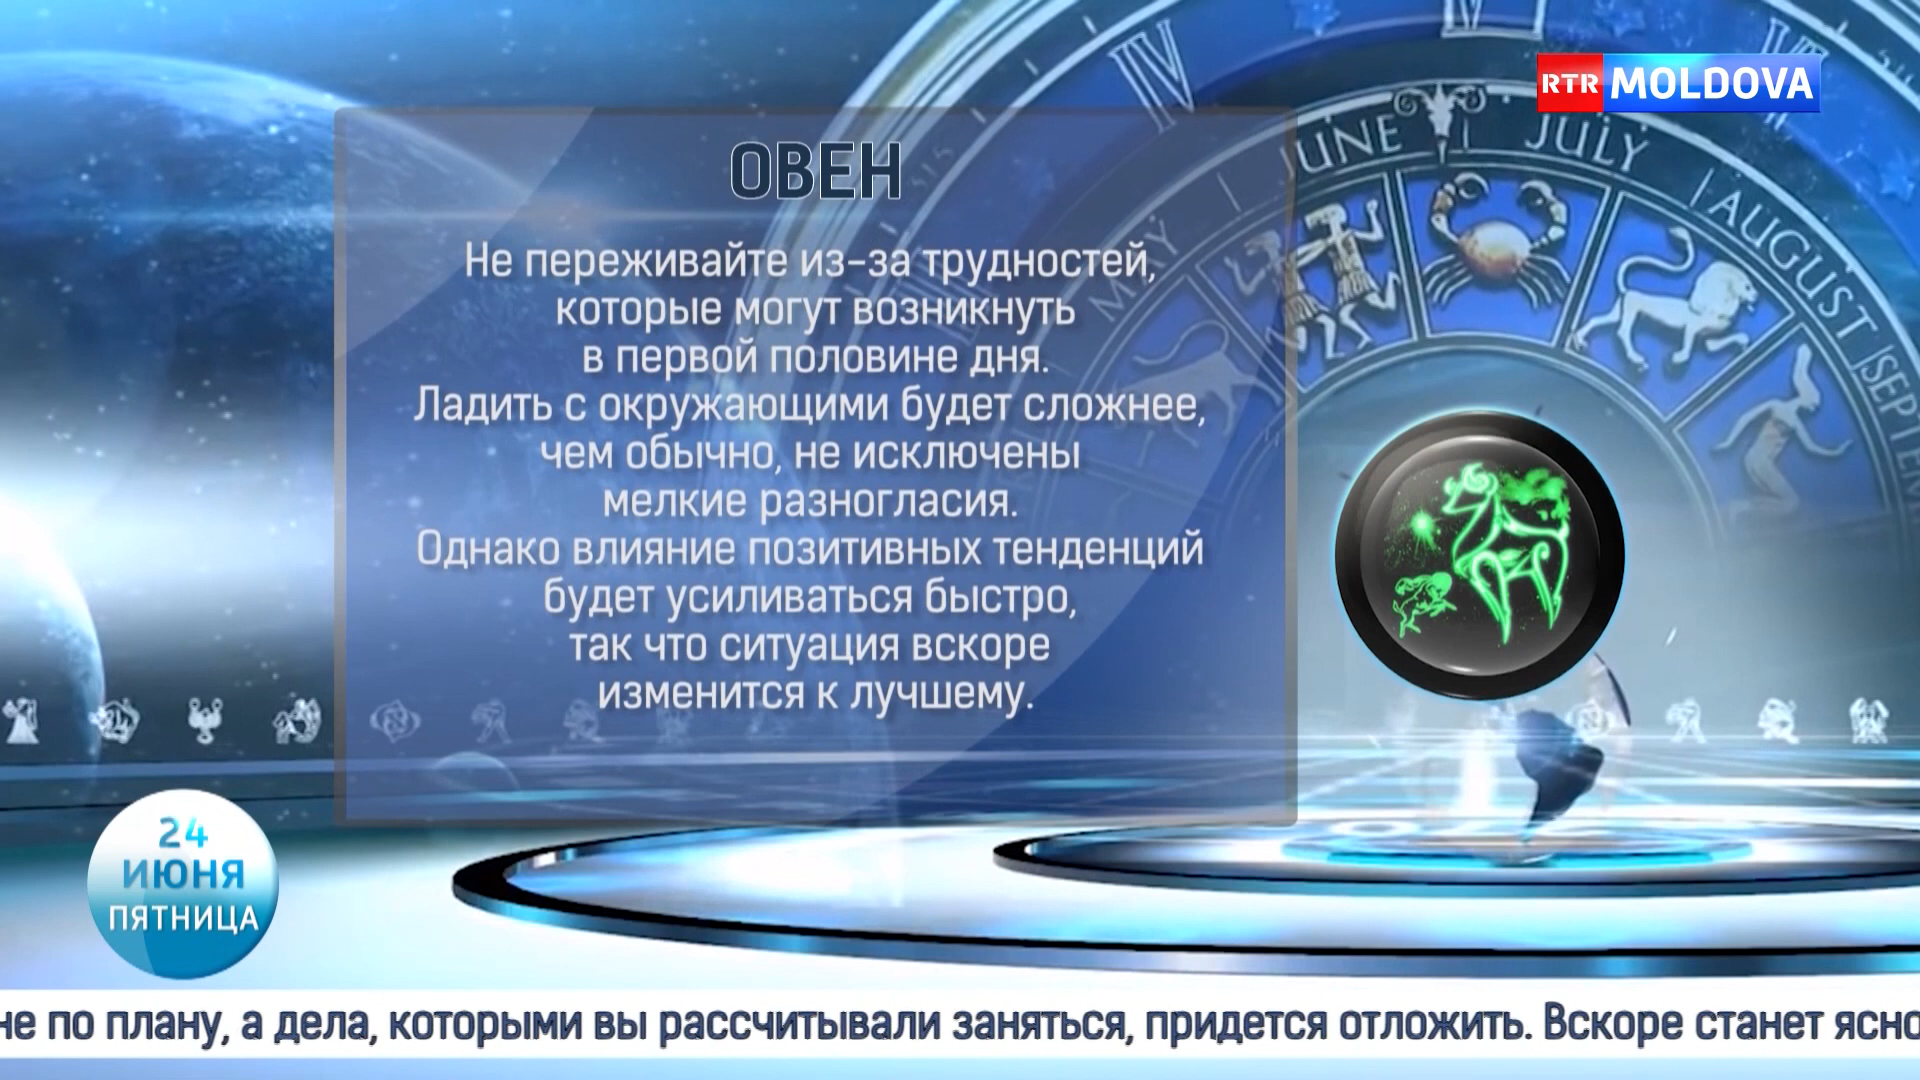 RTR MOLDOVA
IV
MAY
JUNE
JULY
AUGUST
ОВЕН
Не переживайте из-за трудностей,
которые могут возникнуть
в первой половине дня.
Ладить с окружающими будет сложнее,
чем обычно, не исключены
мелкие разногласия.
Однако влияние позитивных тенденций
будет усиливаться быстро,
так что ситуация вскоре
изменится к лучшему.
24
ИЮНЯ
ПЯТНИЦА
не по плану, а дела, которыми вы рассчитывали заняться, придется отложить. Вскоре станет ясно